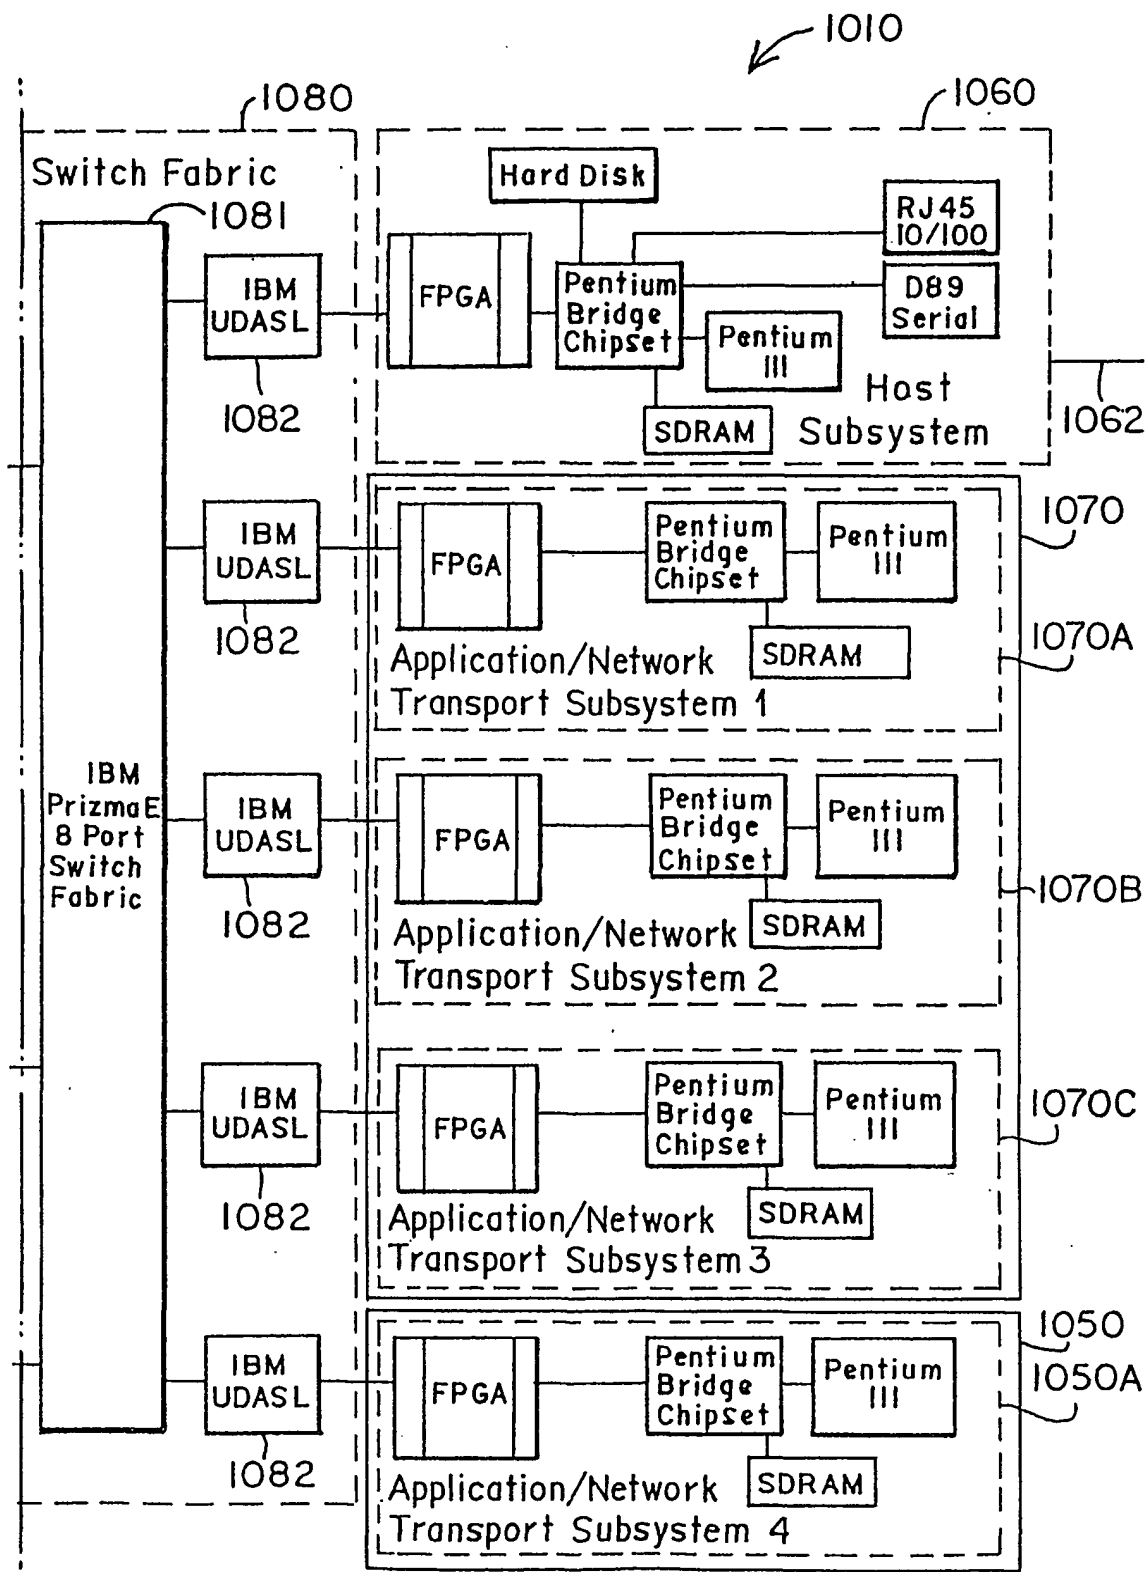 1010
1080
1060
Switch Fabric
1081
Hard Disk
RJ45
10/100
IBM
UDASL
FPGA
Pentium
Bridge
Chipset
D89
Serial
Pentium
III
1082
SDRAM
Host
Subsystem
1062
IBM
UDASL
FPGA
Pentium
Bridge
Chipset
Pentium
III
1070
1082
SDRAM
1070A
Application/Network
Transport Subsystem 1
IBM
PrizmaE
8 Port
Switch
Fabric
IBM
UDASL
FPGA
Pentium
Bridge
Chipset
Pentium
III
1070B
1082
SDRAM
Application/Network
Transport Subsystem 2
IBM
UDASL
FPGA
Pentium
Bridge
Chipset
Pentium
III
1070C
1082
SDRAM
Application/Network
Transport Subsystem 3
IBM
UDASL
FPGA
Pentium
Bridge
Chipset
Pentium
III
1050
1050A
1082
SDRAM
Application/Network
Transport Subsystem 4